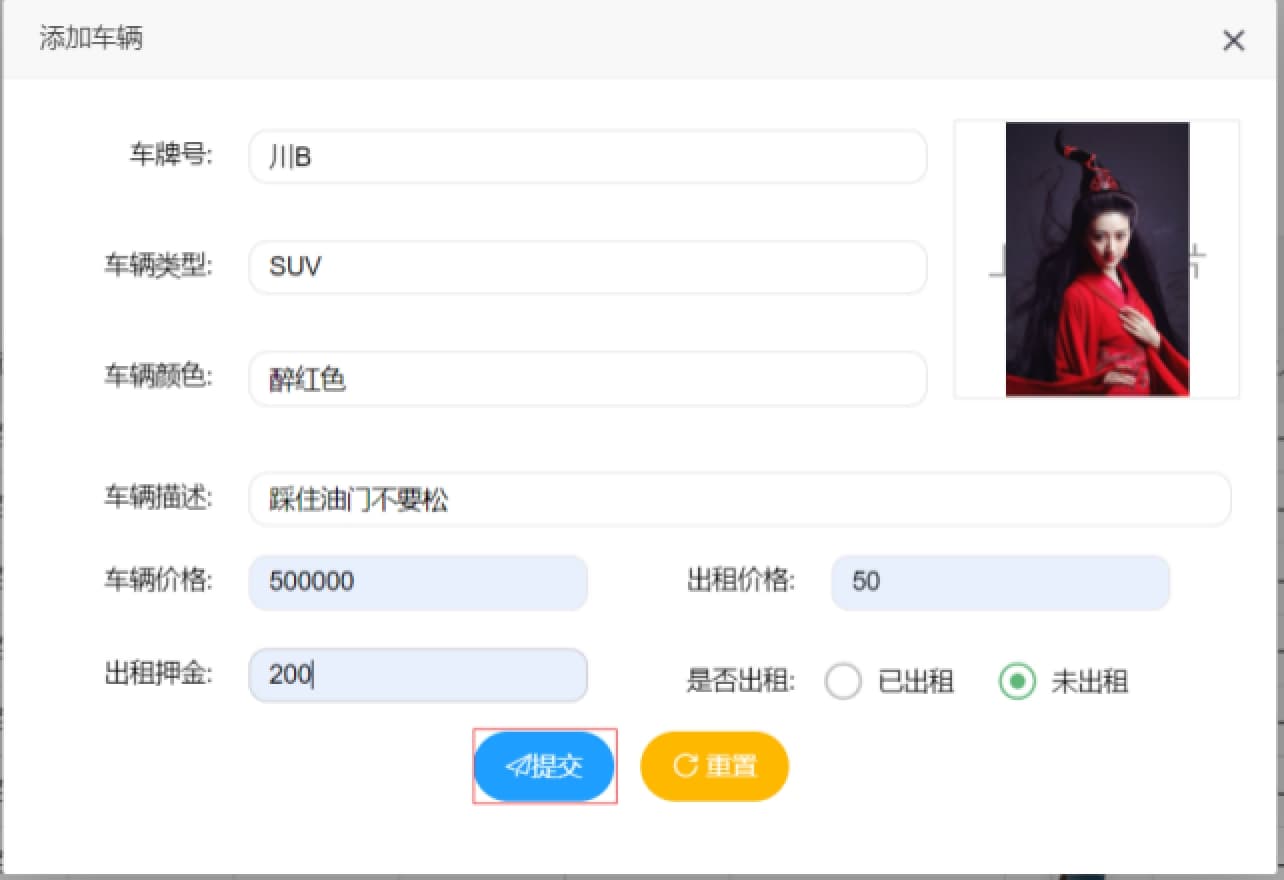 添加车辆
车牌号: 川B
车辆类型: SUV
车辆颜色: 醉红色
车辆描述: 踩住油门不要松
车辆价格: 500000 出租价格: 50
出租押金: 200 是否出租: 已出租 未出租
提交 重置